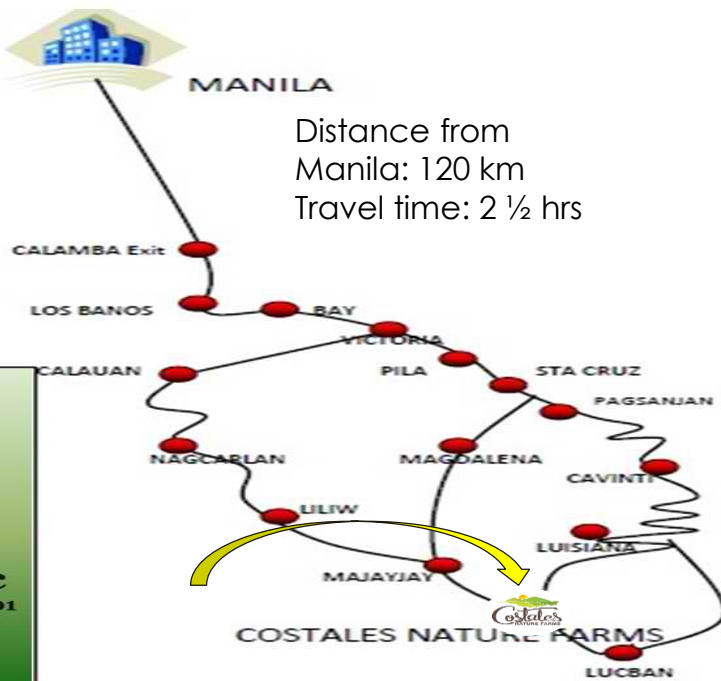 MANILA
Distance from
Manila: 120 km
Travel time: 2 ½ hrs
CALAMBA Exit
LOS BANOS
BAY
VICTORIA
CALAUAN
PILA
STA CRUZ
PAGSANJAN
NAGCARLAN
MAGDALENA
CAVINTI
LILIW
LUISIANA
MAJAYJAY
Costales
NATURE FARMS
COSTALES NATURE FARMS
LUCBAN